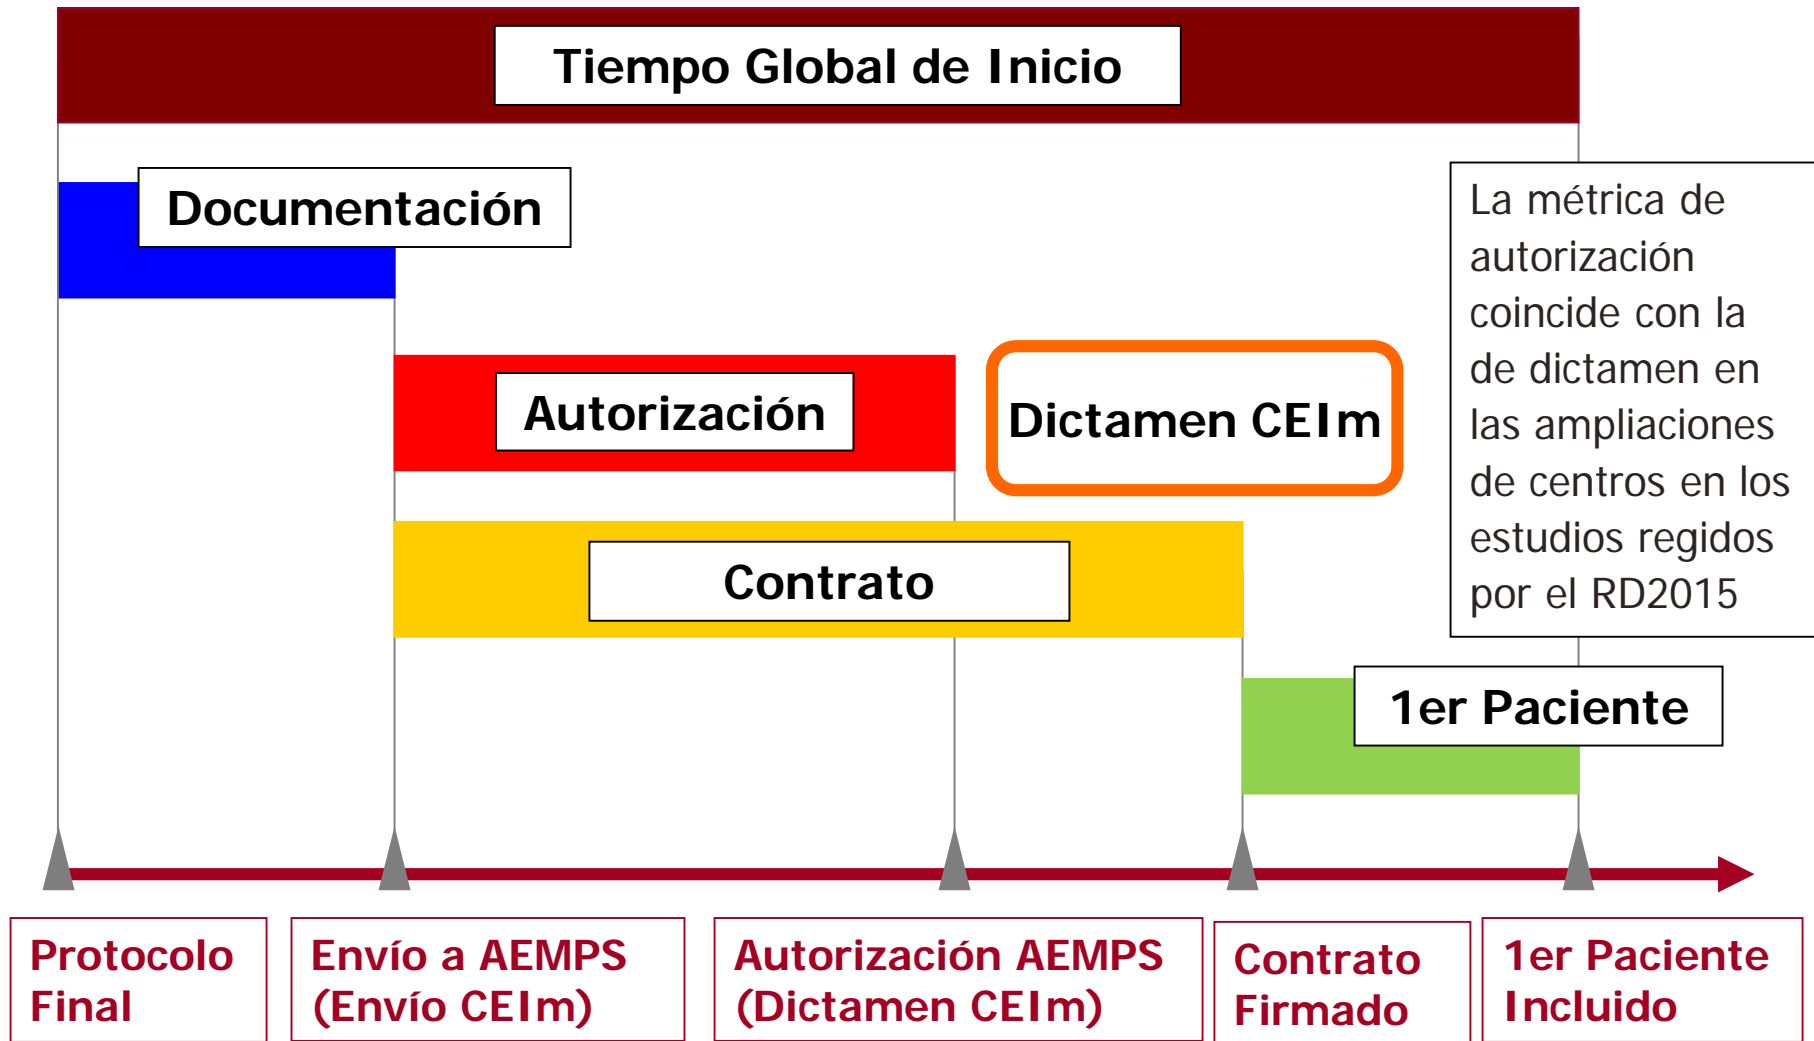 Tiempo Global de Inicio
Documentación
La métrica de
autorización
coincide con la
de dictamen en
las ampliaciones
de centros en los
estudios regidos
por el RD2015
Autorización
Dictamen CEIm
Contrato
1er Paciente
Protocolo
Final
Envío a AEMPS
(Envío CEIm)
Autorización AEMPS
(Dictamen CEIm)
Contrato
Firmado
1er Paciente
Incluido